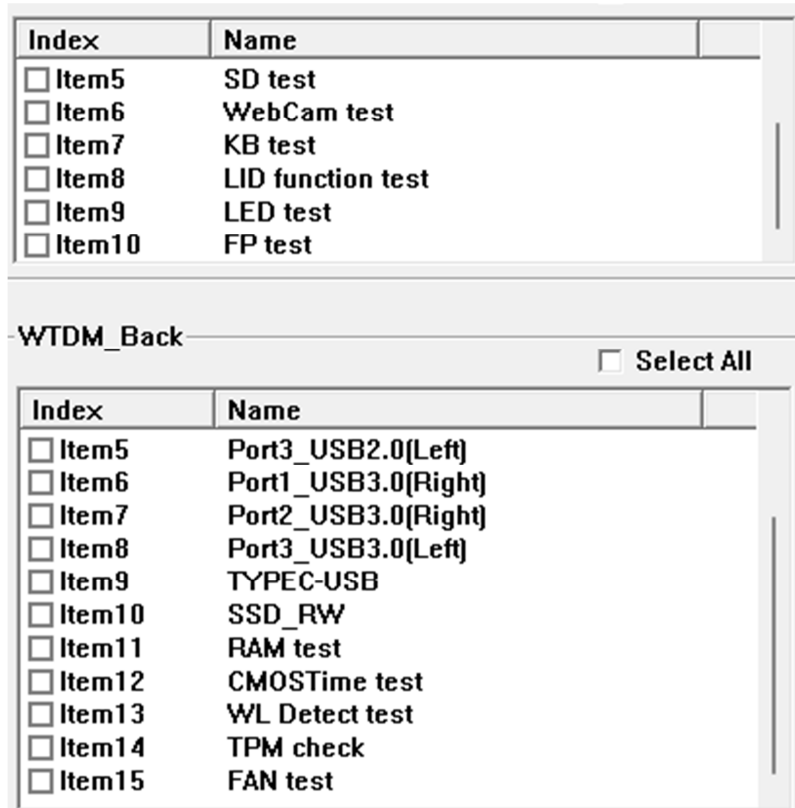 Index Name
Item5 SD test
Item6 WebCam test
Item7 KB test
Item8 LID function test
Item9 LED test
Item10 FP test
WTDM_Back
Select All
Index Name
Item5 Port3_USB2.0(Left)
Item6 Port1_USB3.0(Right)
Item7 Port2_USB3.0(Right)
Item8 Port3_USB3.0(Left)
Item9 TYPEC-USB
Item10 SSD_RW
Item11 RAM test
Item12 CMOSTime test
Item13 WL Detect test
Item14 TPM check
Item15 FAN test